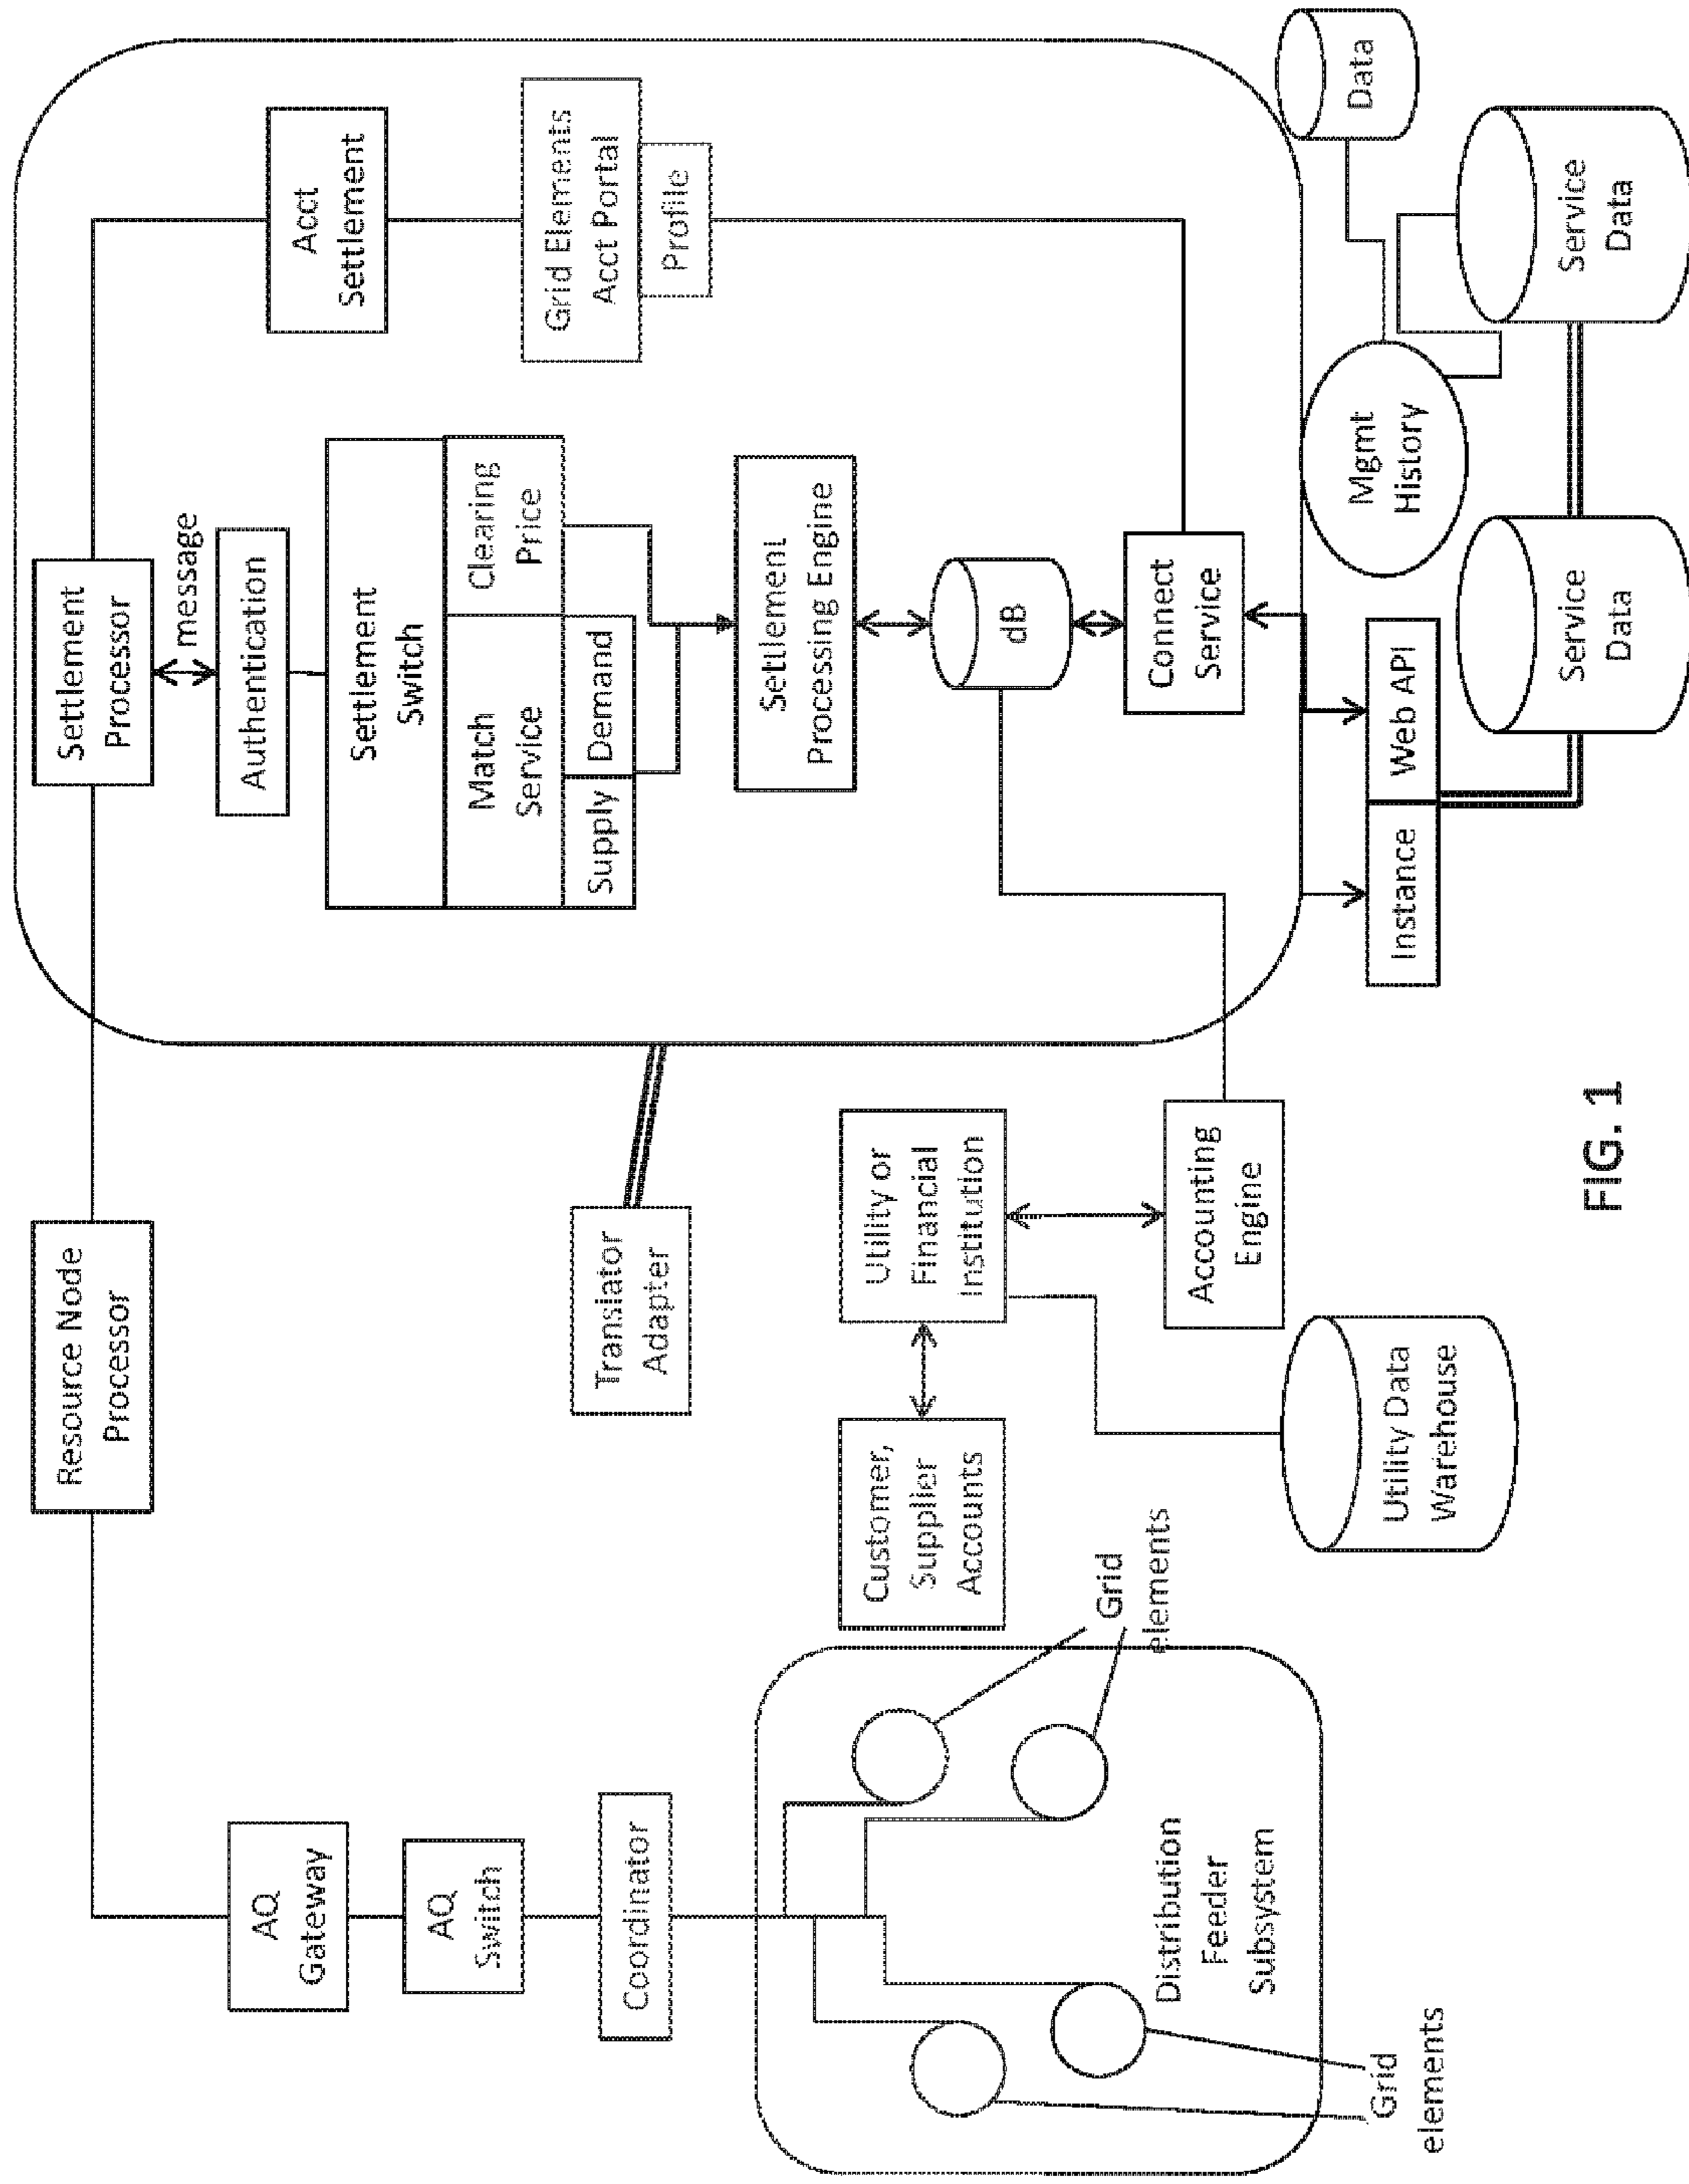 Resource Node
Processor
Settlement
Processor
message
AQ
Gateway
Authentication
Acct
Settlement
AQ
Switch
Settlement
Switch
Match
Service
Clearing
Price
Supply
Demand
Grid Elements
Acct Portal
Profile
Coordinator
Translator
Adapter
Settlement
Processing Engine
Customer,
Supplier
Accounts
Utility or
Financial
Institution
dB
Grid
elements
Distribution
Feeder
Subsystem
Accounting
Engine
Connect
Service
Grid
elements
Utility Data
Warehouse
Instance
Web API
Mgmt
History
Data
Service
Data
Service
Data
FIG. 1